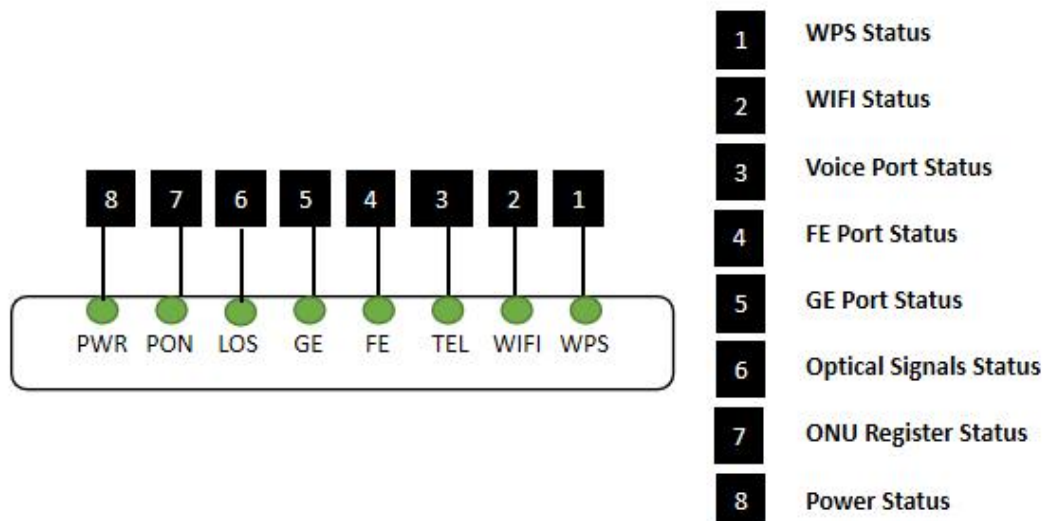 8 7 6 5 4 3 2 1
PWR PON LOS GE FE TEL WIFI WPS
1 WPS Status
2 WIFI Status
3 Voice Port Status
4 FE Port Status
5 GE Port Status
6 Optical Signals Status
7 ONU Register Status
8 Power Status